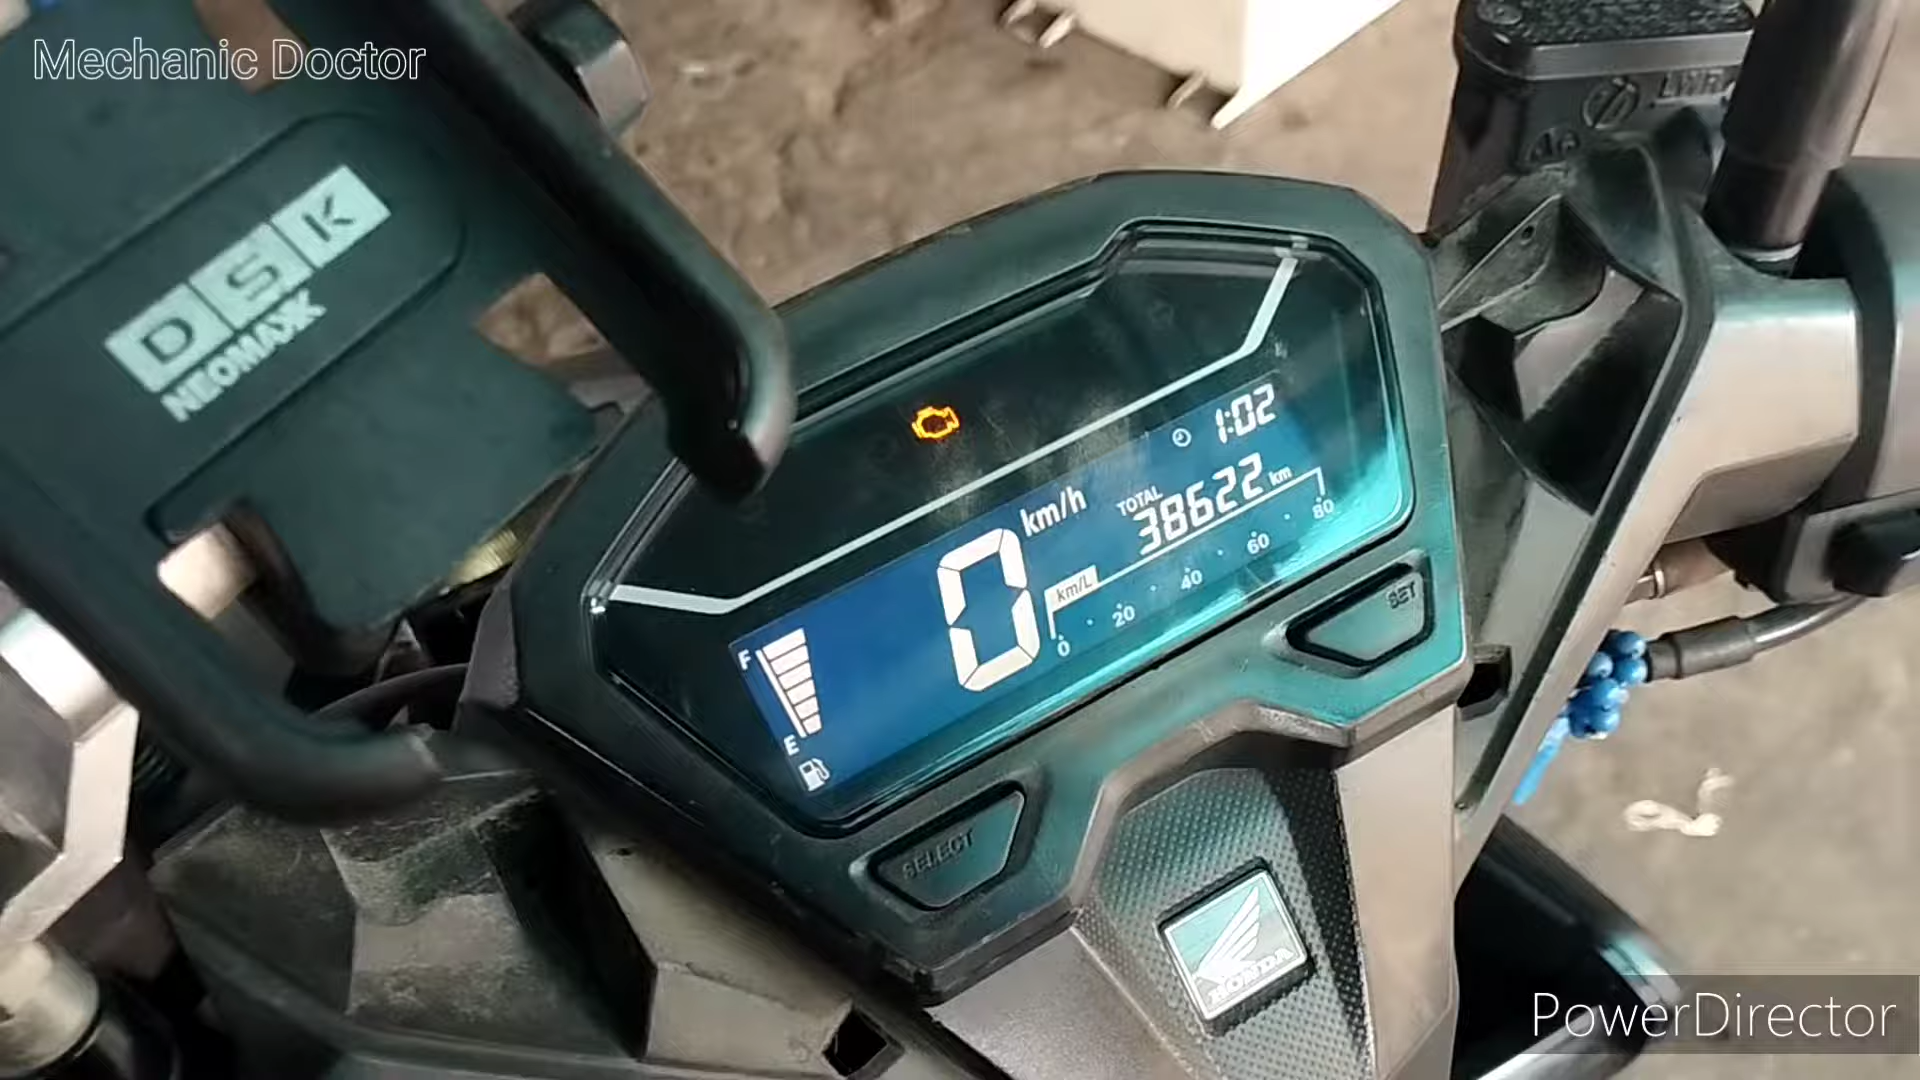 Mechanic Doctor
DSK
NEOMAX
1:02
km/h
TOTAL
38622 km
km/L
0 20 40 60 80
F
E
SET
SELECT
HONDA
PowerDirector